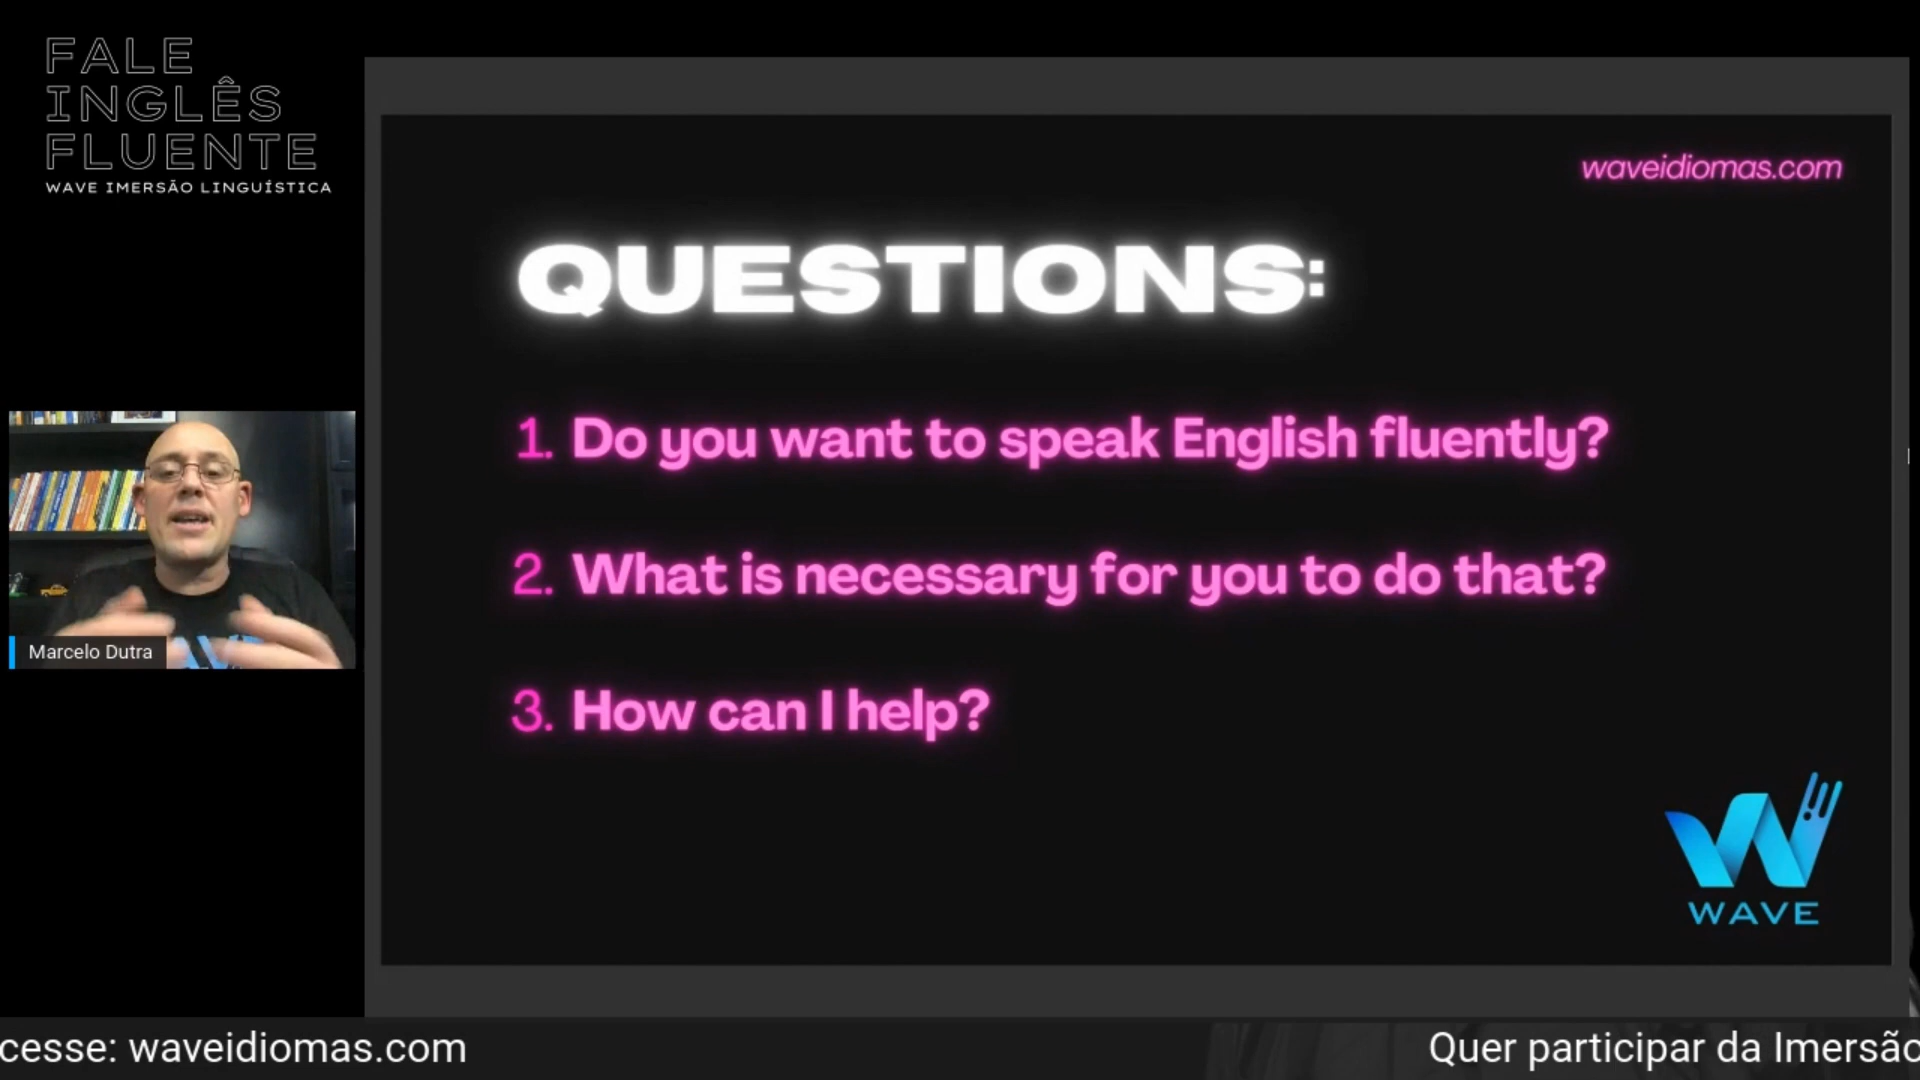 FALE
INGLÊS
FLUENTE
WAVE IMERSÃO LINGUÍSTICA
waveidiomas.com
QUESTIONS:
1. Do you want to speak English fluently?
2. What is necessary for you to do that?
3. How can I help?
Marcelo Dutra
WAVE
cesse: waveidiomas.com
Quer participar da Imersão